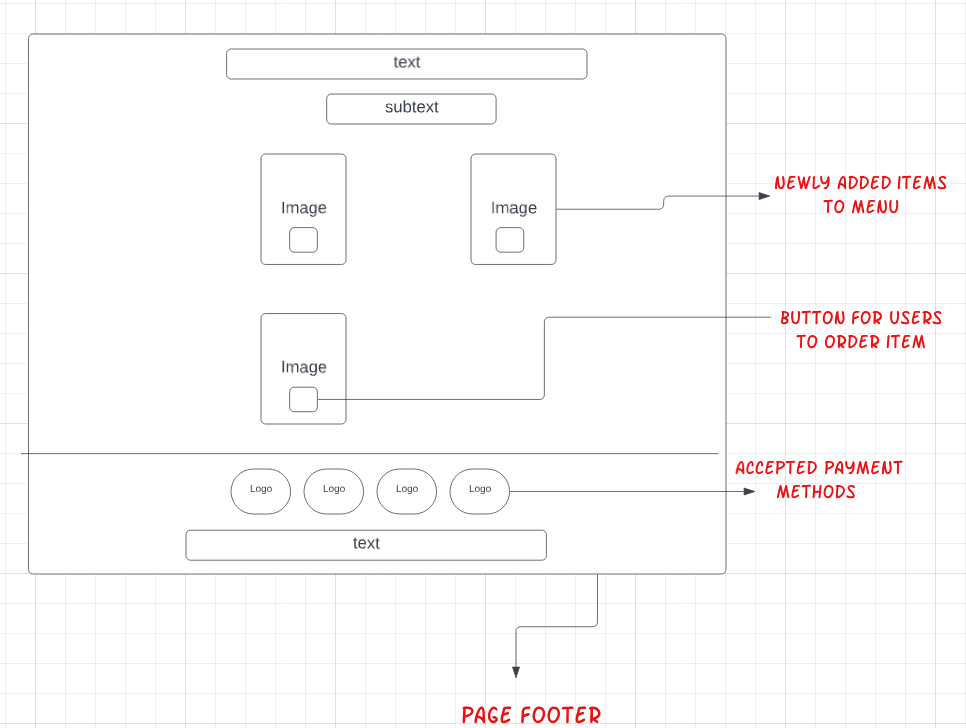 text
subtext
Image
Image
NEWLY ADDED ITEMS
TO MENU
BUTTON FOR USERS
TO ORDER ITEM
Image
Logo
Logo
Logo
Logo
ACCEPTED PAYMENT
METHODS
text
PAGE FOOTER